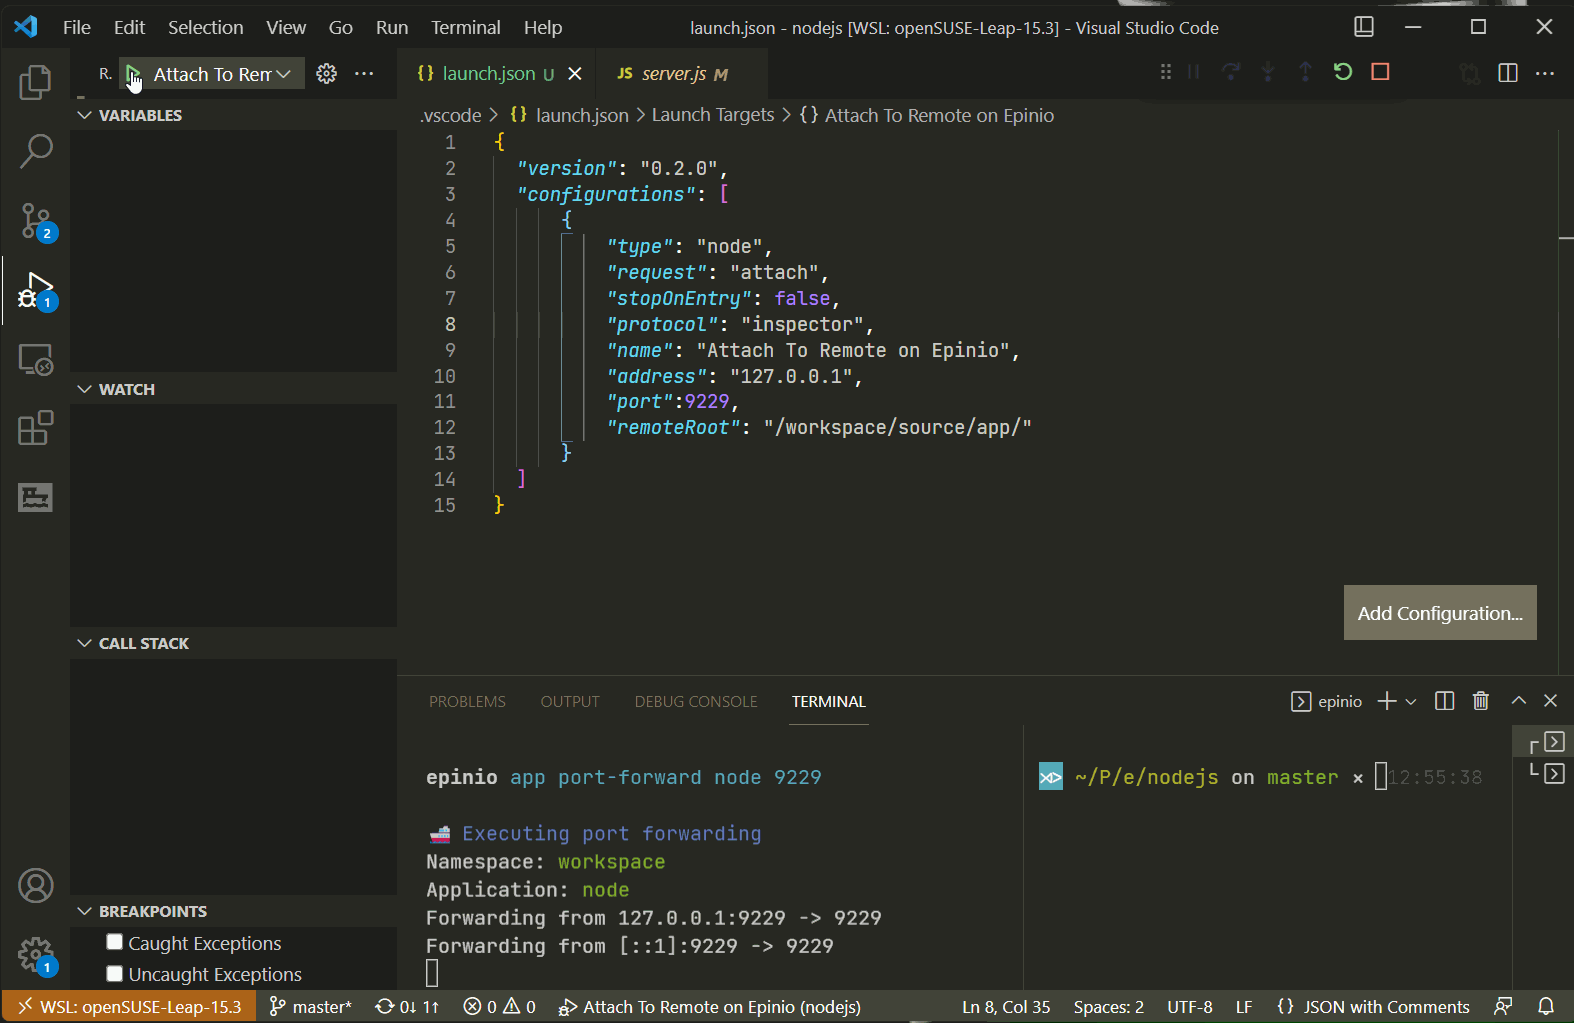 File Edit Selection View Go Run Terminal Help launch.json - nodejs [WSL: openSUSE-Leap-15.3] - Visual Studio Code
R. Attach To Rem
{} launch.json U JS server.js M
VARIABLES
WATCH
CALL STACK
BREAKPOINTS
Caught Exceptions
Uncaught Exceptions
2
1
1
.vscode > {} launch.json > Launch Targets > {} Attach To Remote on Epinio
1 {
2 "version": "0.2.0",
3 "configurations": [
4 {
5 "type": "node",
6 "request": "attach",
7 "stopOnEntry": false,
8 "protocol": "inspector",
9 "name": "Attach To Remote on Epinio",
10 "address": "127.0.0.1",
11 "port":9229,
12 "remoteRoot": "/workspace/source/app/"
13 }
14 ]
15 }
Add Configuration...
PROBLEMS OUTPUT DEBUG CONSOLE TERMINAL epinio
epinio app port-forward node 9229
🚢 Executing port forwarding
Namespace: workspace
Application: node
Forwarding from 127.0.0.1:9229 -> 9229
Forwarding from [::1]:9229 -> 9229
~/P/e/nodejs on master × 12:55:38
WSL: openSUSE-Leap-15.3 master* 0↓ 1↑ 0 0 Attach To Remote on Epinio (nodejs) Ln 8, Col 35 Spaces: 2 UTF-8 LF {} JSON with Comments